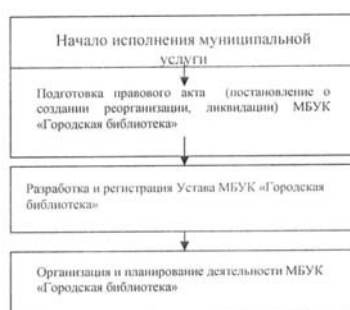 Начало исполнения муниципальной
услуги
Подготовка правового акта (постановление о
создании реорганизации, ликвидации) МБУК
«Городская библиотека»
Разработка и регистрация Устава МБУК «Городская
библиотека»
Организация и планирование деятельности МБУК
«Городская библиотека»